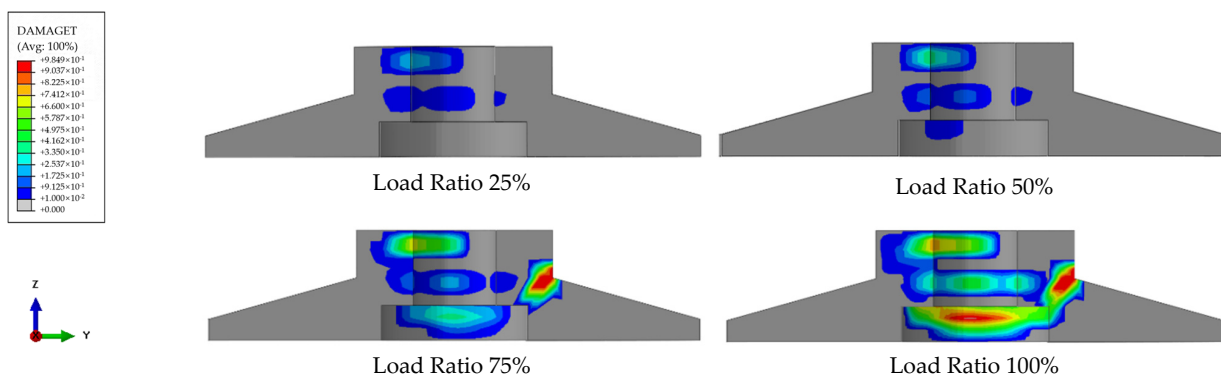 DAMAGET
(Avg: 100%)
+9.849×10⁻¹
+9.037×10⁻¹
+8.225×10⁻¹
+7.412×10⁻¹
+6.600×10⁻¹
+5.787×10⁻¹
+4.975×10⁻¹
+4.162×10⁻¹
+3.350×10⁻¹
+2.537×10⁻¹
+1.725×10⁻¹
+9.125×10⁻¹
+1.000×10⁻²
+0.000
Load Ratio 25%
Load Ratio 50%
Z
X
Y
Load Ratio 75%
Load Ratio 100%